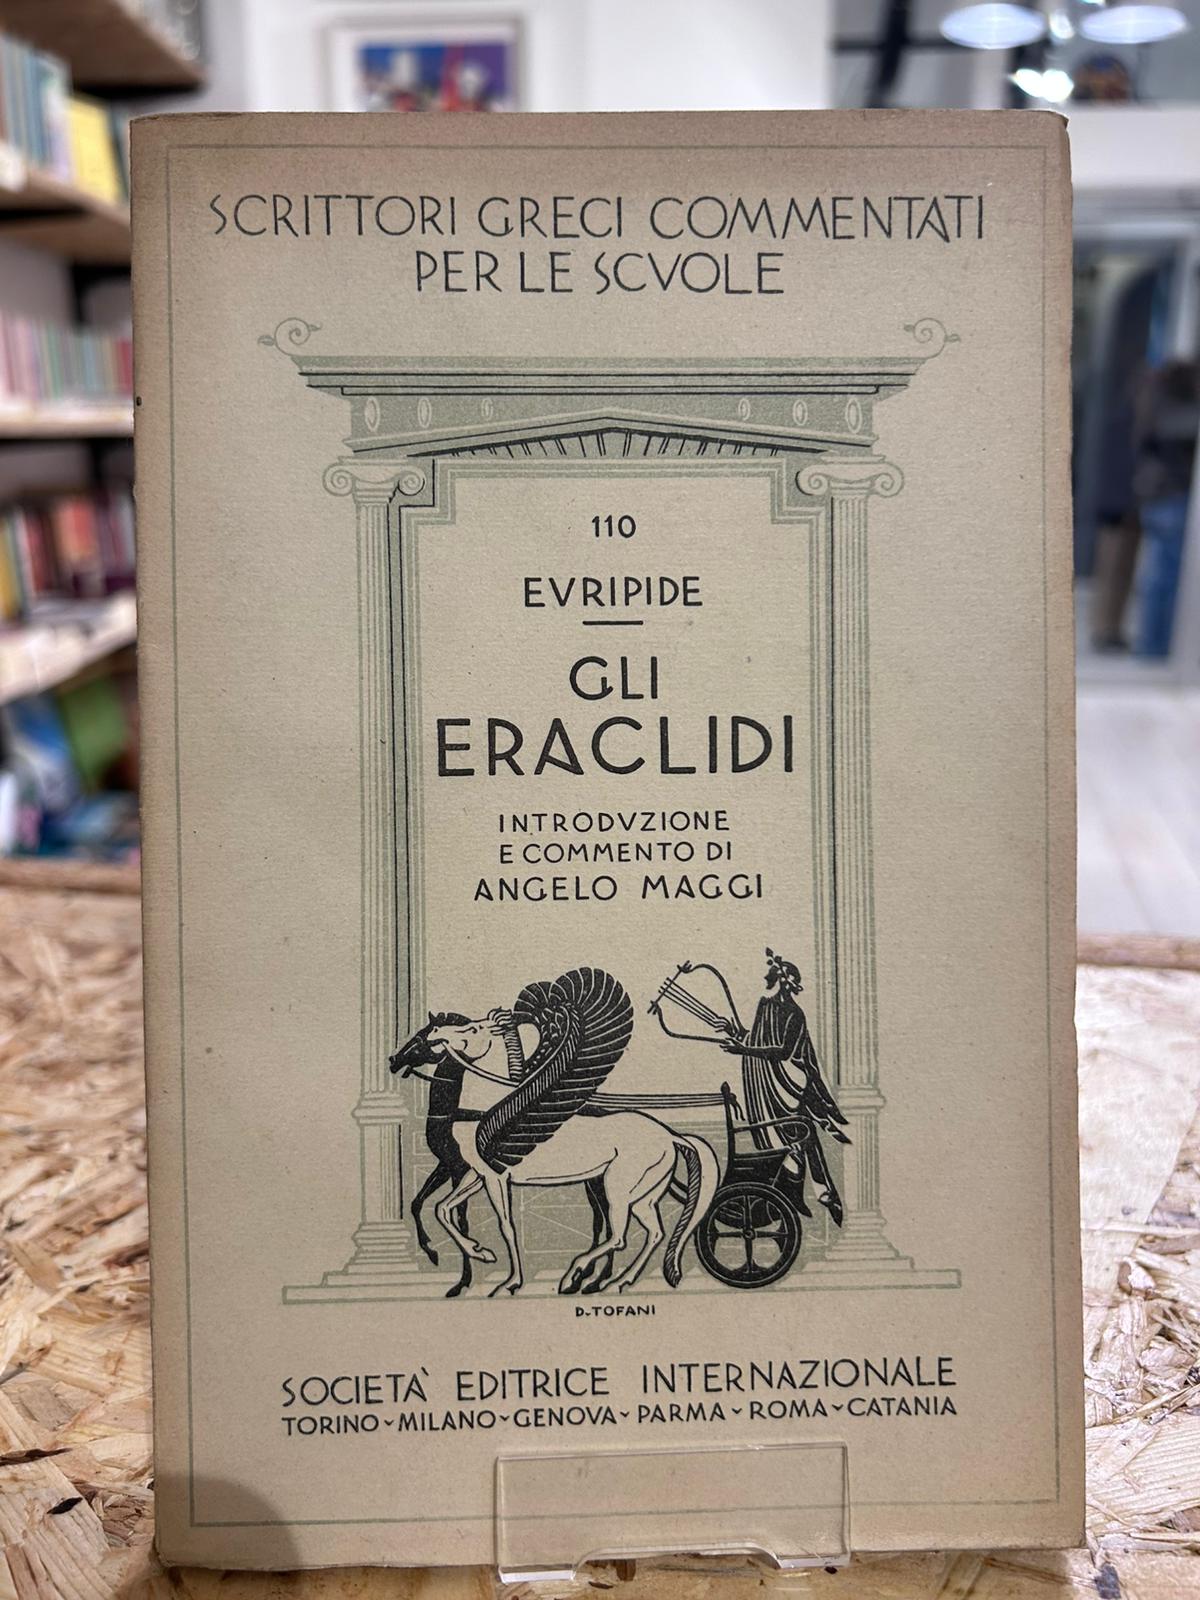 SCRITTORI GRECI COMMENTATI
PER LE SCVOLE
110
EVRIPIDE
GLI
ERACLIDI
INTRODVZIONE
E COMMENTO DI
ANGELO MAGGI
D. TOFANI
SOCIETÀ EDITRICE INTERNAZIONALE
TORINO - MILANO - GENOVA - PARMA - ROMA - CATANIA